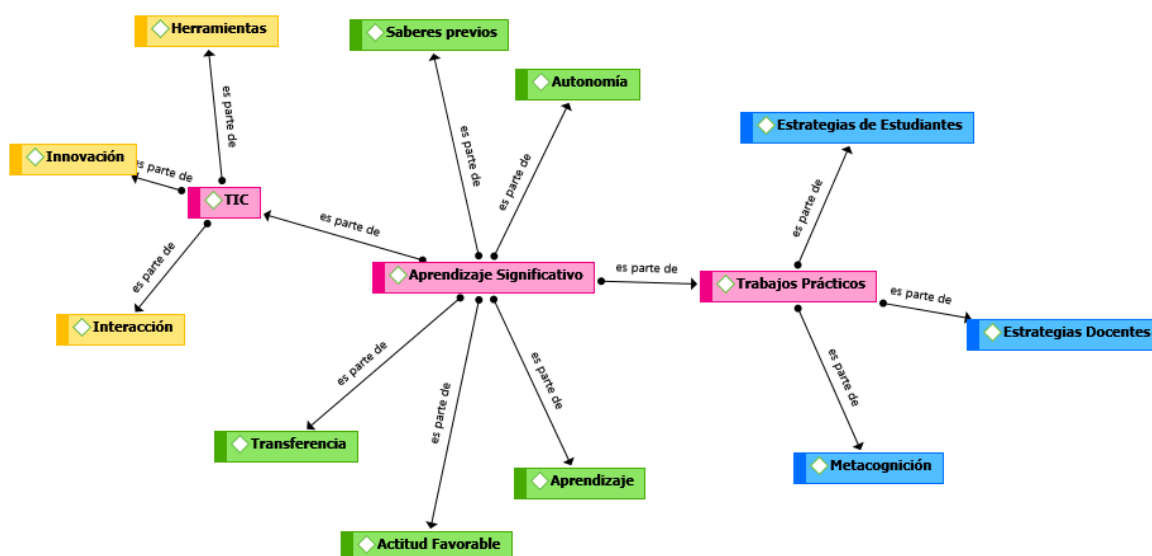 Herramientas
Saberes previos
Autonomía
es parte de
es parte de
es parte de
Estrategias de Estudiantes
Innovación
es parte de
TIC
es parte de
es parte de
es parte de
Aprendizaje Significativo
es parte de
Trabajos Prácticos
es parte de
Interacción
Estrategias Docentes
es parte de
es parte de
es parte de
es parte de
Transferencia
Aprendizaje
Metacognición
Actitud Favorable